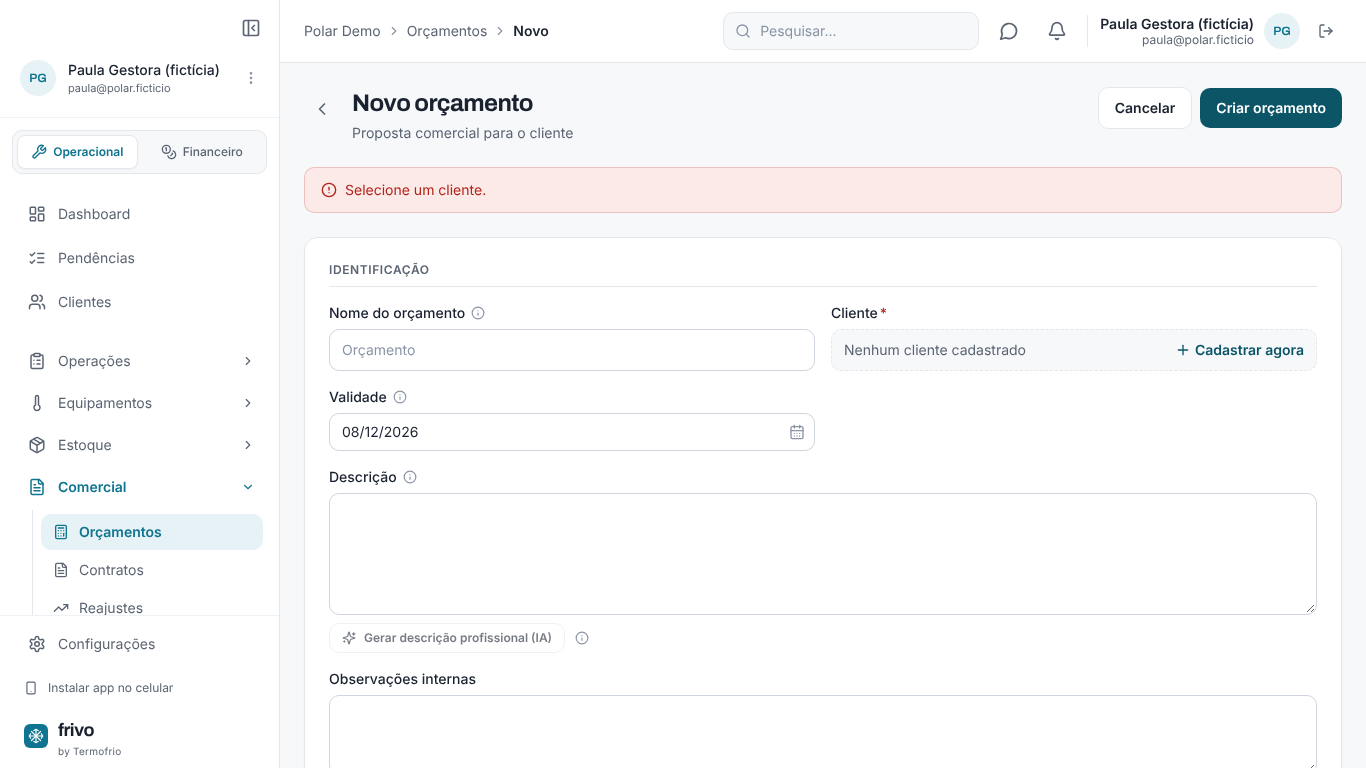 Polar Demo > Orçamentos > Novo
Pesquisar...
Paula Gestora (fictícia)
paula@polar.ficticio
PG
PG
Paula Gestora (fictícia)
paula@polar.ficticio
Operacional
Financeiro
Dashboard
Pendências
Clientes
Operações
Equipamentos
Estoque
Comercial
Orçamentos
Contratos
Reajustes
Configurações
Instalar app no celular
frivo
by Termofrio
Novo orçamento
Proposta comercial para o cliente
Cancelar
Criar orçamento
Selecione um cliente.
IDENTIFICAÇÃO
Nome do orçamento
Orçamento
Cliente*
Nenhum cliente cadastrado
+ Cadastrar agora
Validade
08/12/2026
Descrição
Gerar descrição profissional (IA)
Observações internas